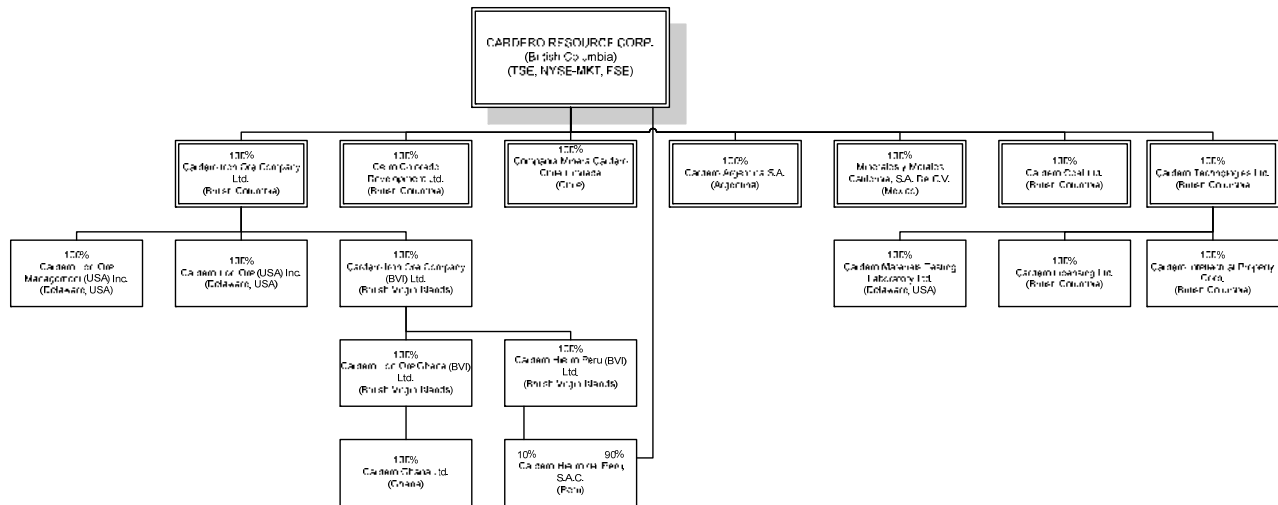 CARDERO RESOURCE CORP.
(British Columbia)
(TSE, NYSE-MKT, FSE)
100%
Cardero Iron Ore Company
Ltd.
(British Columbia)
100%
Cerro Colorado
Development Ltd.
(British Columbia)
100%
Compania Minera Cardero
Chile Limitada
(Chile)
100%
Cardero Argentina S.A.
(Argentina)
100%
Minerales y Metales
California, S.A. De C.V.
(Mexico)
100%
Cardero Coal Ltd.
(British Columbia)
100%
Cardero Technologies Ltd.
(British Columbia)
100%
Cardero Iron Ore
Management (USA) Inc.
(Delaware, USA)
100%
Cardero Iron Ore (USA) Inc.
(Delaware, USA)
100%
Cardero Iron Ore Company
(BVI) Ltd.
(British Virgin Islands)
100%
Cardero Materials Testing
Laboratory Ltd.
(Delaware, USA)
100%
Cardero Licensing Ltd.
(British Columbia)
100%
Cardero Intellectual Property
Corp.
(British Columbia)
100%
Cardero Iron Ore Ghana (BVI)
Ltd.
(British Virgin Islands)
100%
Cardero Hierro Peru (BVI)
Ltd.
(British Virgin Islands)
100%
Cardero Ghana Ltd.
(Ghana)
10% 90%
Cardero Hierro del Peru,
S.A.C.
(Peru)